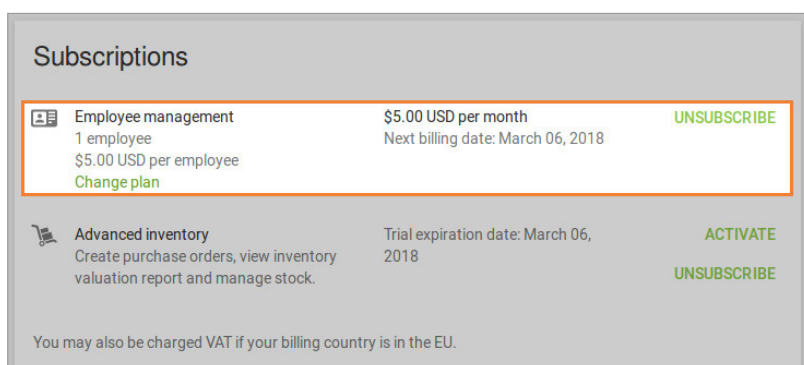 Subscriptions
Employee management
1 employee
$5.00 USD per employee
Change plan
$5.00 USD per month
Next billing date: March 06, 2018
UNSUBSCRIBE
Advanced inventory
Create purchase orders, view inventory
valuation report and manage stock.
Trial expiration date: March 06,
2018
ACTIVATE
UNSUBSCRIBE
You may also be charged VAT if your billing country is in the EU.